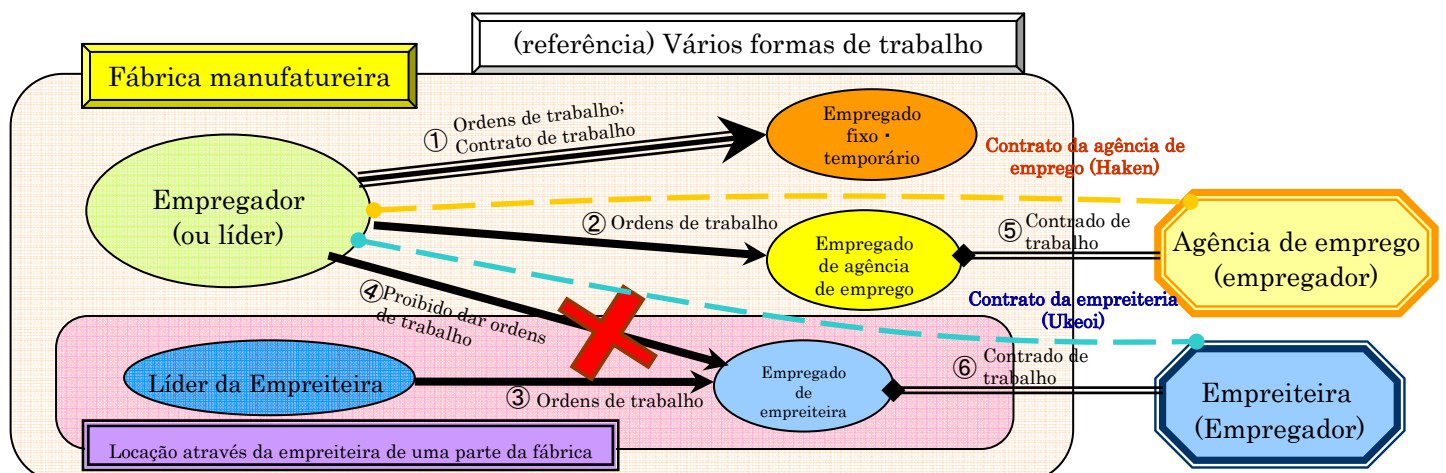 (referência) Vários formas de trabalho
Fábrica manufatureira
① Ordens de trabalho;
Contrato de trabalho
Empregado
fixo・
temporário
Contrato da agência de
emprego (Haken)
Empregador
(ou líder)
② Ordens de trabalho
Empregado
de agência
de emprego
⑤ Contrado de
trabalho
Agência de emprego
(empregador)
④ Proibido dar ordens
de trabalho
Contrato da empreiteria
(Ukeoi)
Líder da Empreiteira
③ Ordens de trabalho
Empregado
de
empreiteira
⑥ Contrado de
trabalho
Empreiteira
(Empregador)
Locação através da empreiteira de uma parte da fábrica